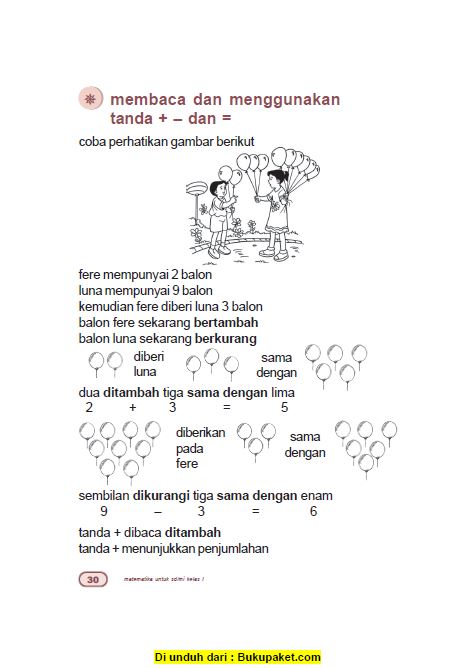 membaca dan menggunakan
tanda + – dan =
coba perhatikan gambar berikut
fere mempunyai 2 balon
luna mempunyai 9 balon
kemudian fere diberi luna 3 balon
balon fere sekarang bertambah
balon luna sekarang berkurang
diberi
luna
sama
dengan
dua ditambah tiga sama dengan lima
2 + 3 = 5
diberikan
pada
fere
sama
dengan
sembilan dikurangi tiga sama dengan enam
9 – 3 = 6
tanda + dibaca ditambah
tanda + menunjukkan penjumlahan
30 matematika untuk sd/mi kelas I
Di unduh dari : Bukupaket.com